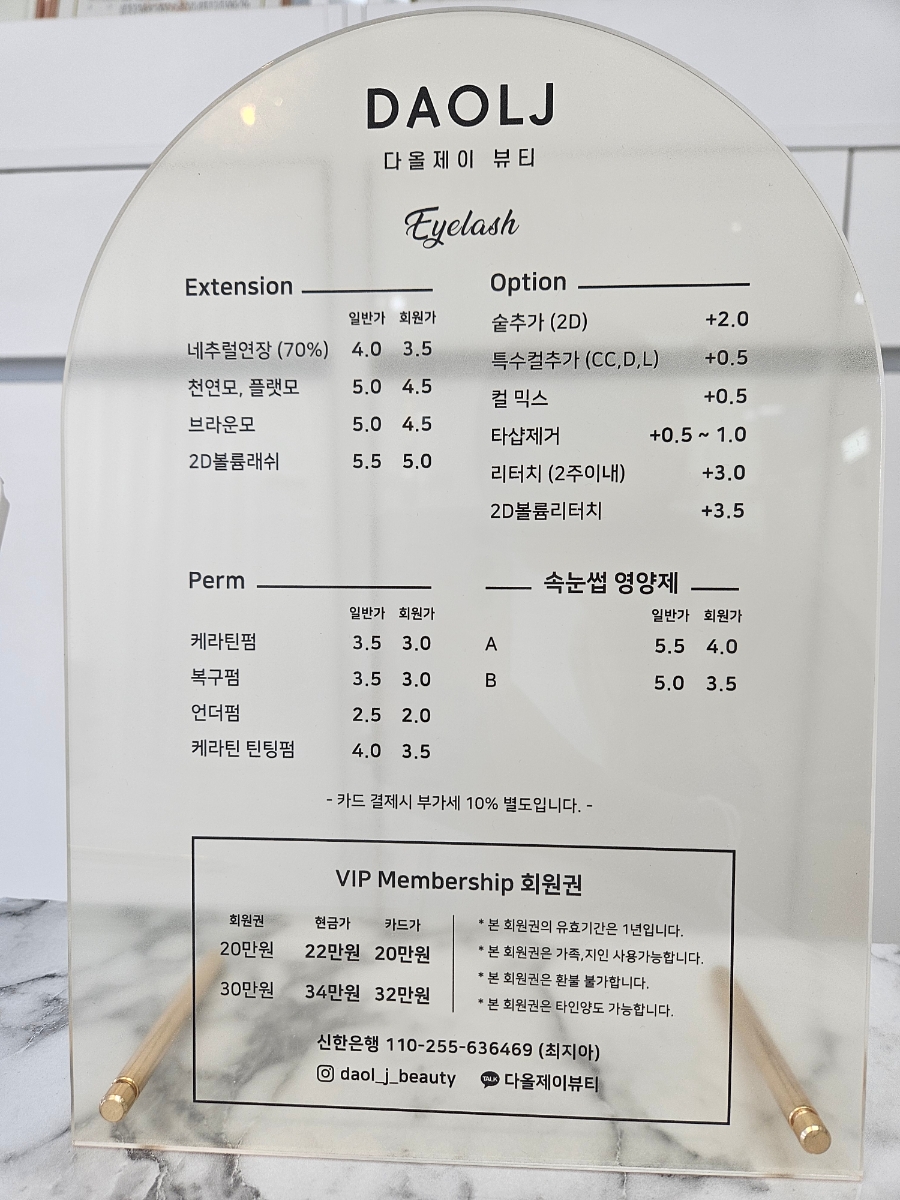 DAOLJ
다올제이 뷰티
Eyelash
Extension
일반가 회원가
네추럴연장 (70%) 4.0 3.5
천연모, 플랫모 5.0 4.5
브라운모 5.0 4.5
2D볼륨래쉬 5.5 5.0
Option
숱추가 (2D) +2.0
특수컬추가 (CC,D,L) +0.5
컬 믹스 +0.5
타샵제거 +0.5 ~ 1.0
리터치 (2주이내) +3.0
2D볼륨리터치 +3.5
Perm
일반가 회원가
케라틴펌 3.5 3.0
복구펌 3.5 3.0
언더펌 2.5 2.0
케라틴 틴팅펌 4.0 3.5
속눈썹 영양제
일반가 회원가
A 5.5 4.0
B 5.0 3.5
- 카드 결제시 부가세 10% 별도입니다. -
VIP Membership 회원권
회원권 현금가 카드가
20만원 22만원 20만원
30만원 34만원 32만원
* 본 회원권의 유효기간은 1년입니다.
* 본 회원권은 가족,지인 사용가능합니다.
* 본 회원권은 환불 불가합니다.
* 본 회원권은 타인양도 가능합니다.
신한은행 110-255-636469 (최지아)
daol_j_beauty TALK 다올제이뷰티